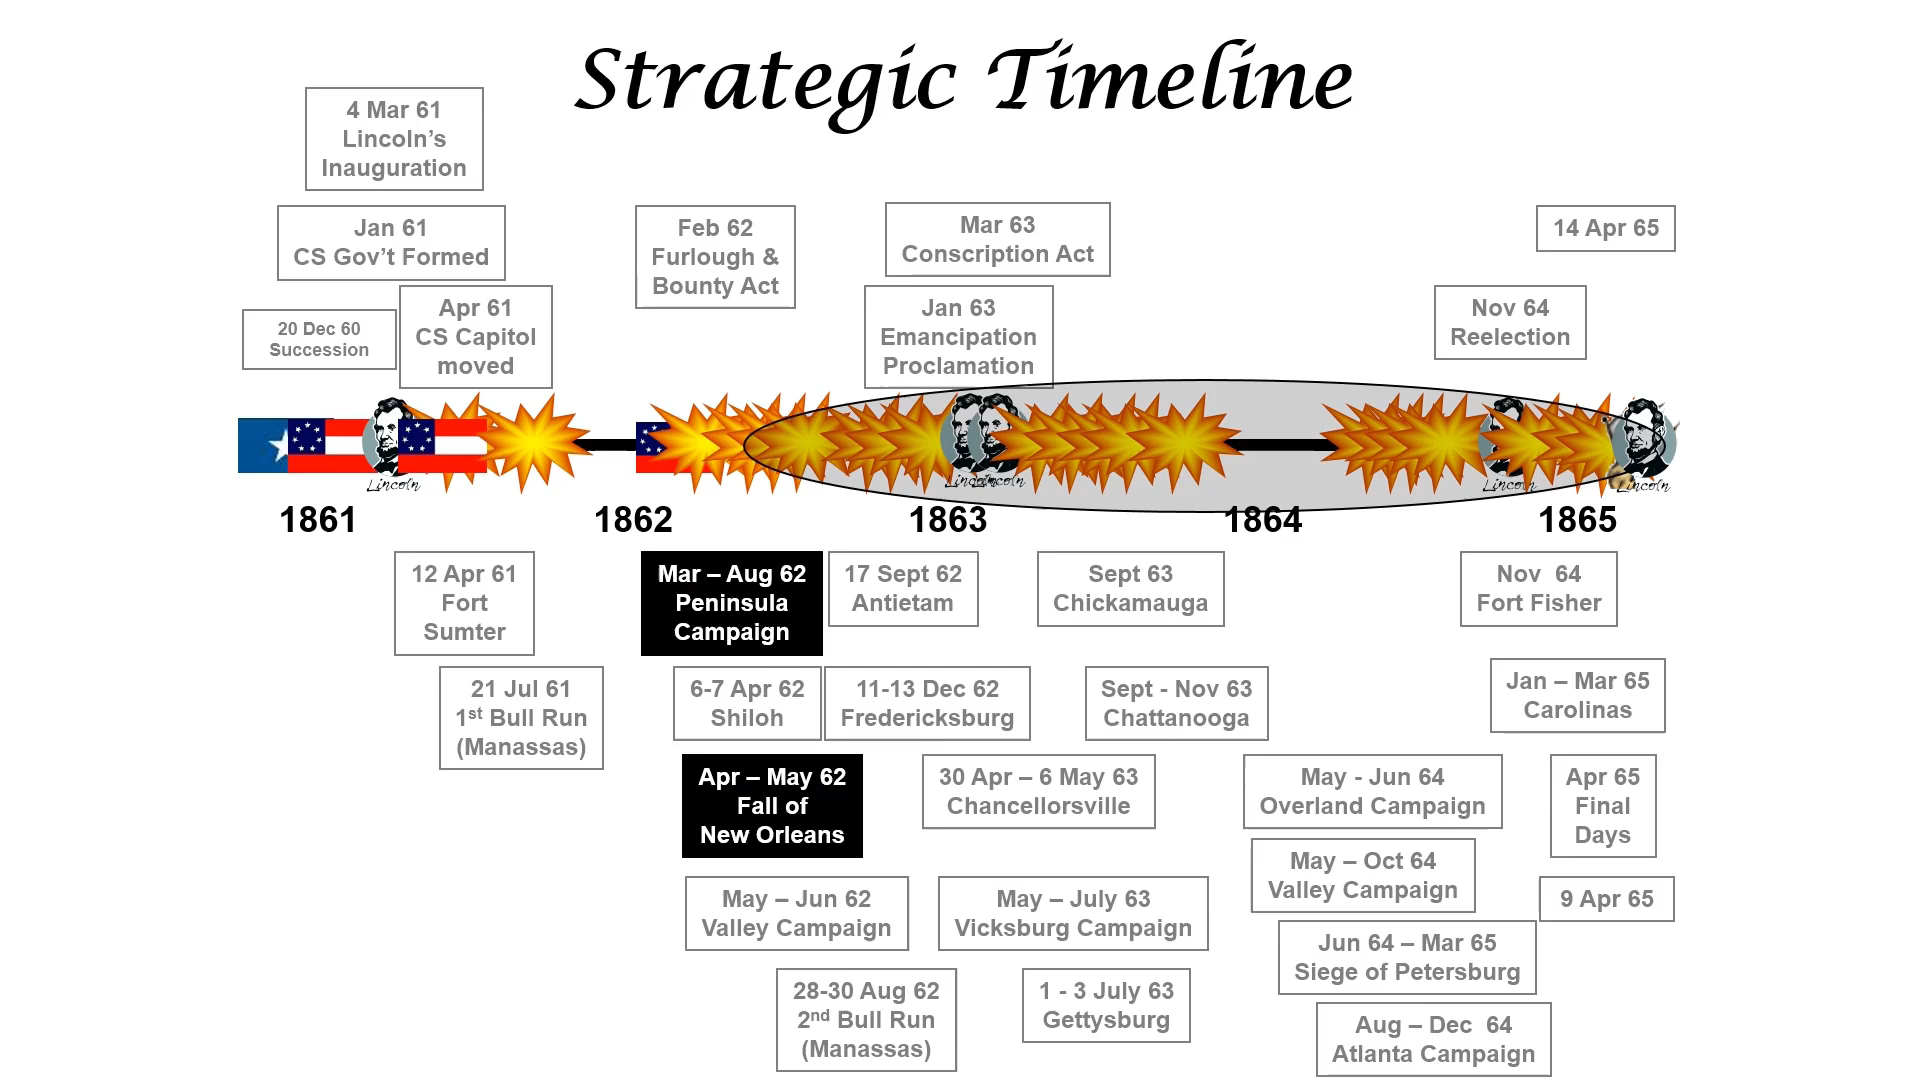 Strategic Timeline
4 Mar 61
Lincoln's
Inauguration
Jan 61
CS Gov't Formed
Feb 62
Furlough &
Bounty Act
Mar 63
Conscription Act
14 Apr 65
20 Dec 60
Succession
Apr 61
CS Capitol
moved
Jan 63
Emancipation
Proclamation
Nov 64
Reelection
Lincoln
Lincoln
Lincoln
Lincoln
Lincoln
1861
1862
1863
1864
1865
12 Apr 61
Fort
Sumter
Mar – Aug 62
Peninsula
Campaign
17 Sept 62
Antietam
Sept 63
Chickamauga
Nov  64
Fort Fisher
21 Jul 61
1st Bull Run
(Manassas)
6-7 Apr 62
Shiloh
11-13 Dec 62
Fredericksburg
Sept - Nov 63
Chattanooga
Jan – Mar 65
Carolinas
Apr – May 62
Fall of
New Orleans
30 Apr – 6 May 63
Chancellorsville
May - Jun 64
Overland Campaign
Apr 65
Final
Days
May – Oct 64
Valley Campaign
May – Jun 62
Valley Campaign
May – July 63
Vicksburg Campaign
9 Apr 65
Jun 64 – Mar 65
Siege of Petersburg
28-30 Aug 62
2nd Bull Run
(Manassas)
1 - 3 July 63
Gettysburg
Aug – Dec  64
Atlanta Campaign